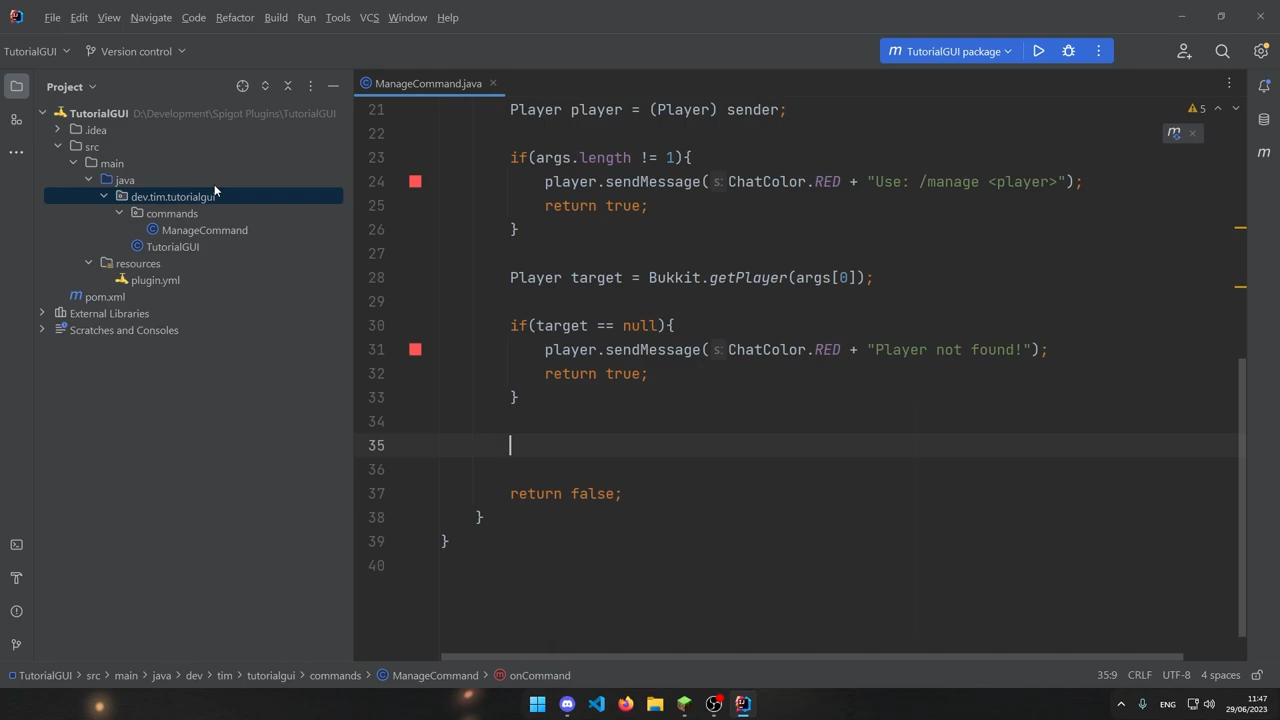 File Edit View Navigate Code Refactor Build Run Tools VCS Window Help
TutorialGUI Version control TutorialGUI package
Project
ManageCommand.java
TutorialGUI D:\Development\Spigot Plugins\TutorialGUI
.idea
src
main
java
dev.tim.tutorialgui
commands
ManageCommand
TutorialGUI
resources
plugin.yml
pom.xml
External Libraries
Scratches and Consoles
5
21 Player player = (Player) sender;
22
23 if(args.length != 1){
24 player.sendMessage( s: ChatColor.RED + "Use: /manage <player>");
25 return true;
26 }
27
28 Player target = Bukkit.getPlayer(args[0]);
29
30 if(target == null){
31 player.sendMessage( s: ChatColor.RED + "Player not found!");
32 return true;
33 }
34
35
36
37 return false;
38 }
39 }
40
TutorialGUI src main java dev tim tutorialgui commands ManageCommand onCommand 35:9 CRLF UTF-8 4 spaces
ENG 11:47
29/06/2023